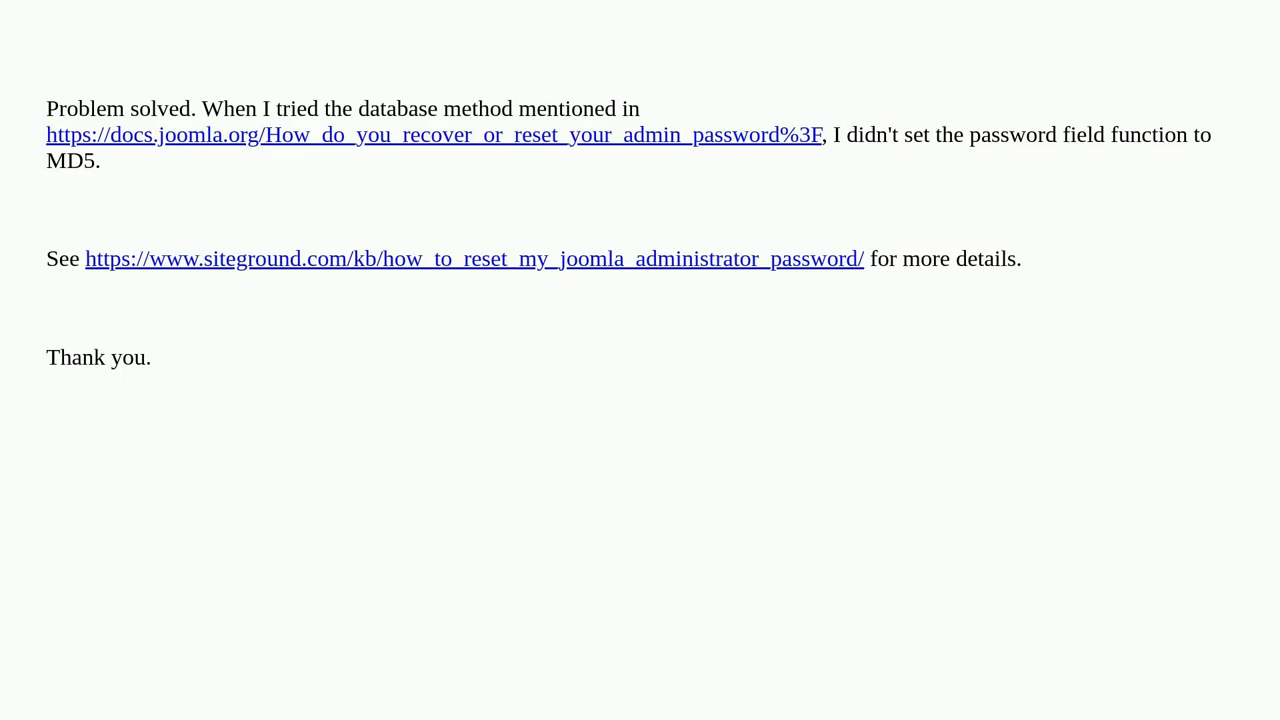 Problem solved. When I tried the database method mentioned in
https://docs.joomla.org/How_do_you_recover_or_reset_your_admin_password%3F, I didn't set the password field function to
MD5.
See https://www.siteground.com/kb/how_to_reset_my_joomla_administrator_password/ for more details.
Thank you.